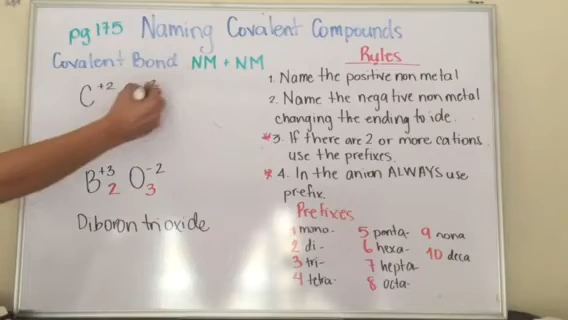 pg 175 Naming Covalent Compounds
Covalent Bond NM + NM
C+2
B+3 2 O-2 3
Diboron trioxide
Rules
1. Name the positive non metal
2. Name the negative nonmetal
changing the ending to ide.
*3. If there are 2 or more cations
use the prefixes.
*4. In the anion ALWAYS use
prefix.
Prefixes
1 mono- 5 penta- 9 nona
2 di- 6 hexa- 10 deca
3 tri- 7 hepta-
4 tetra- 8 octa-